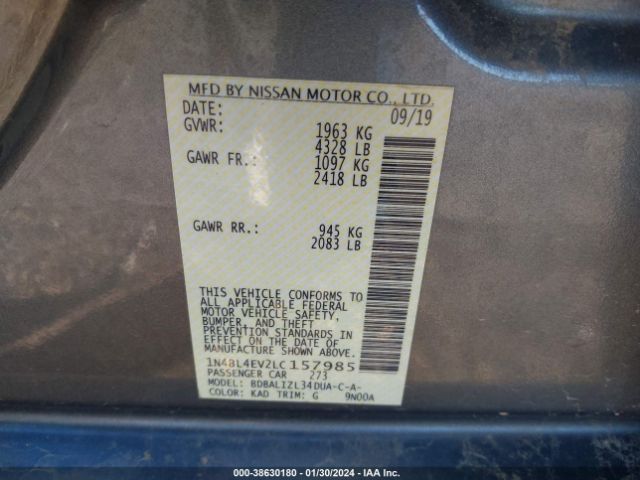 MFD BY NISSAN MOTOR CO., LTD.
DATE: 09/19
GVWR: 1963 KG
4328 LB
GAWR FR.: 1097 KG
2418 LB
GAWR RR.: 945 KG
2083 LB
THIS VEHICLE CONFORMS TO
ALL APPLICABLE FEDERAL
MOTOR VEHICLE SAFETY,
BUMPER, AND THEFT
PREVENTION STANDARDS IN
EFFECT ON THE DATE OF
MANUFACTURE SHOWN ABOVE.
1N4BL4EV2LC157985
PASSENGER CAR 273
MODEL: BDBALIZL34DUA-C-A-
COLOR: KAD TRIM: G 9N00A
000-38630180 - 01/30/2024 - IAA Inc.